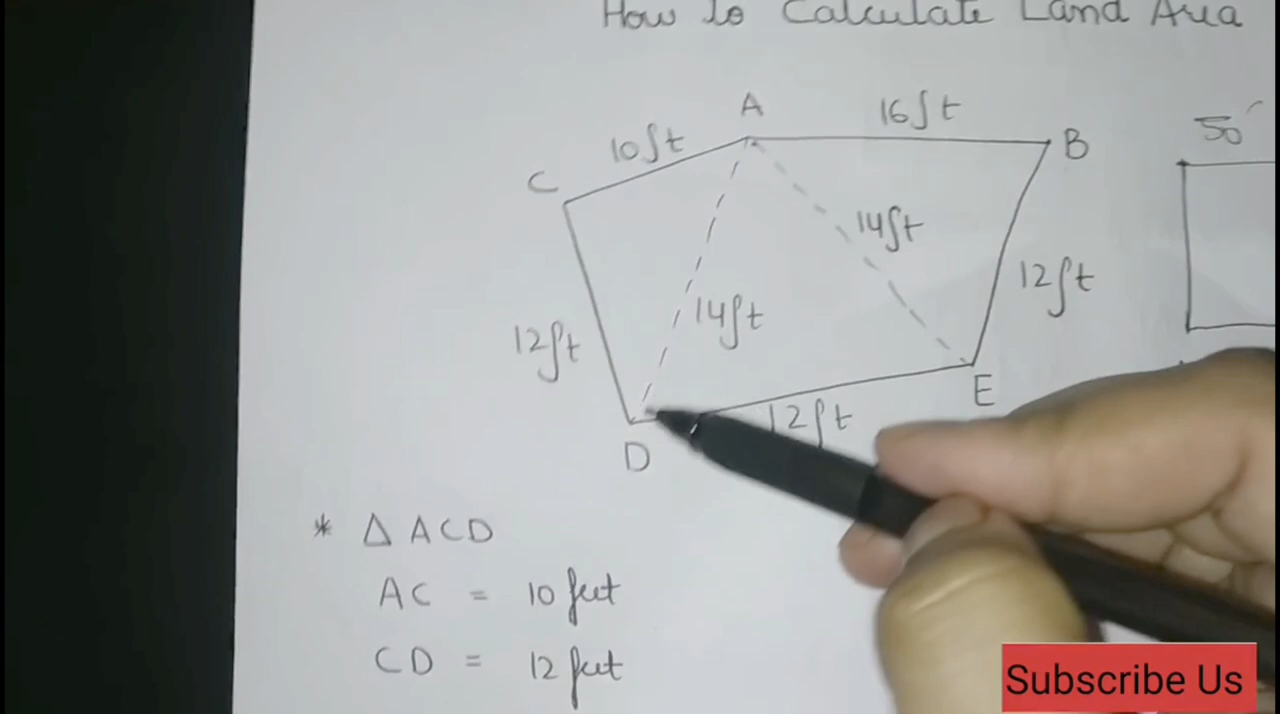 How to Calculate Land Area
A
16ft
50'
10ft
B
C
14ft
12ft
14ft
12ft
E
12ft
D
* Δ ACD
AC = 10 feet
CD = 12 feet
Subscribe Us